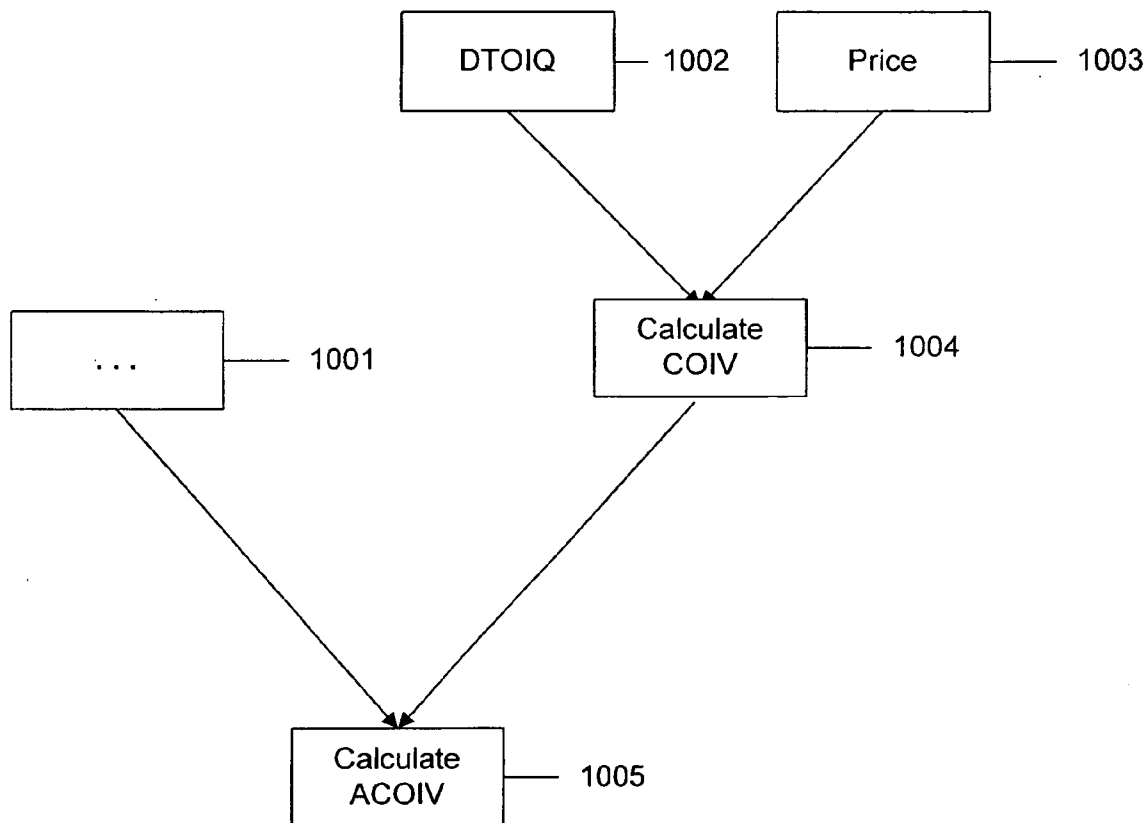 DTOIQ
1002
Price
1003
Calculate
COIV
1004
...
1001
Calculate
ACOIV
1005